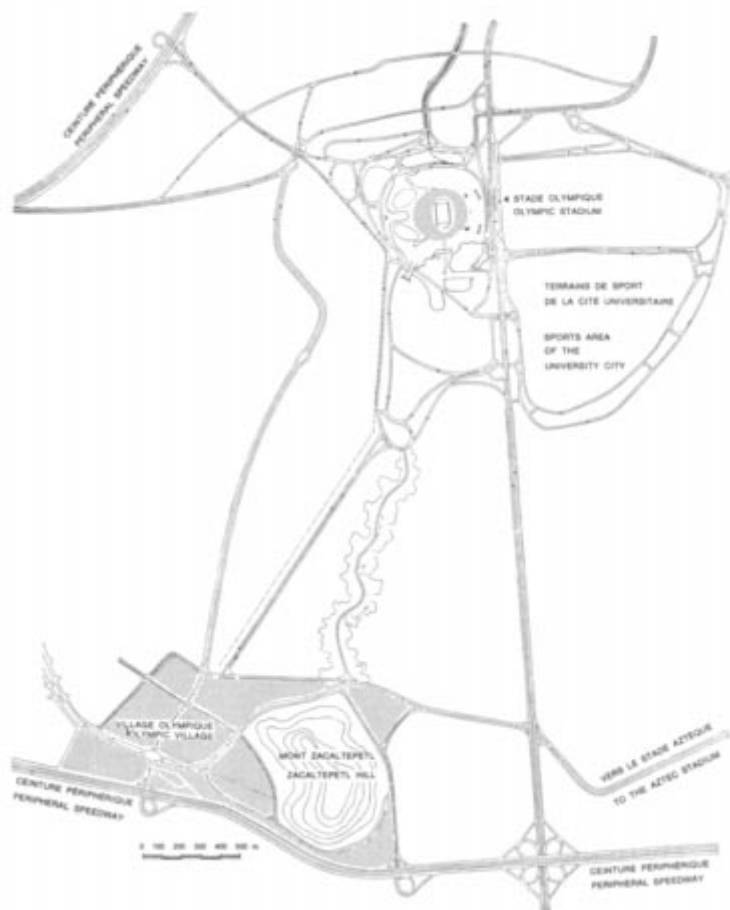 CEINTURE PÉRIPHÉRIQUE
PERIPHERAL SPEEDWAY
STADE OLYMPIQUE
OLYMPIC STADIUM
TERRAINS DE SPORT
DE LA CITÉ UNIVERSITAIRE
SPORTS AREA
OF THE
UNIVERSITY CITY
VILLAGE OLYMPIQUE
OLYMPIC VILLAGE
MONT ZACALTEPETL
ZACALTEPETL HILL
VERS LE STADE AZTEQUE
TO THE AZTEC STADIUM
CEINTURE PÉRIPHÉRIQUE
PERIPHERAL SPEEDWAY
0 100 200 300 400 500 m.
CEINTURE PÉRIPHÉRIQUE
PERIPHERAL SPEEDWAY